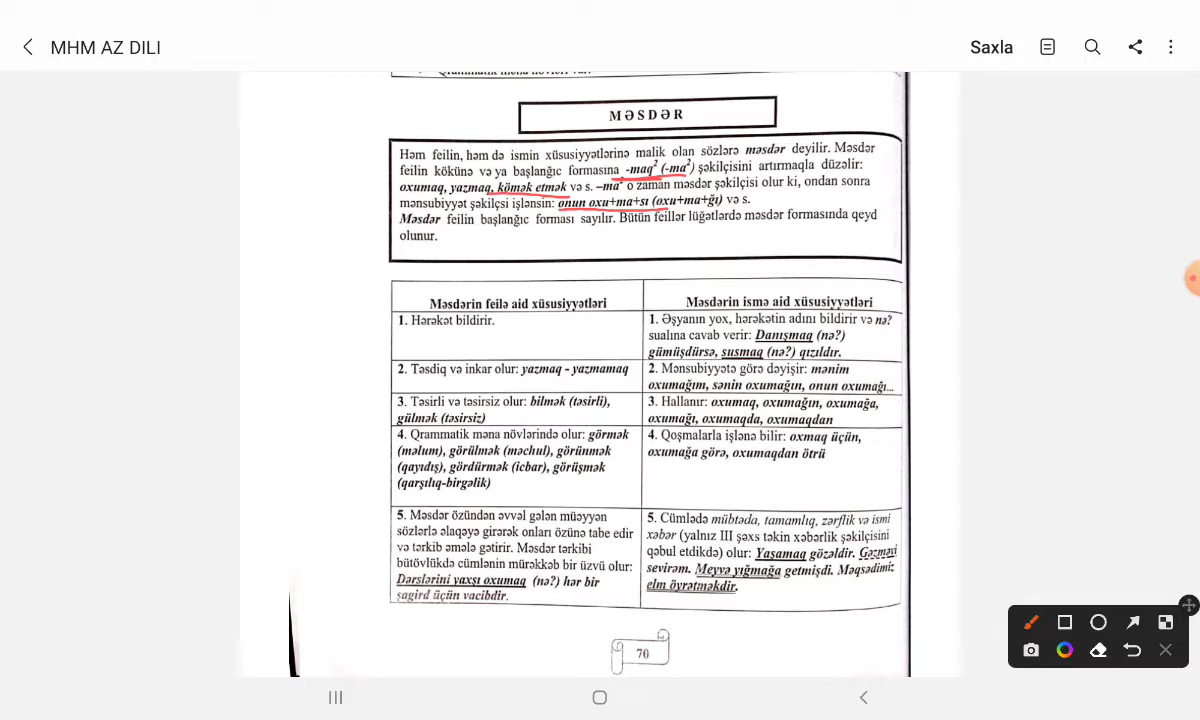 MHM AZ DILI
Saxla
Qrammatik məna növləri var.
MƏSDƏR
Həm feilin, həm də ismin xüsusiyyətlərinə malik olan sözlərə məsdər deyilir. Məsdər
feilin kökünə və ya başlanğıc formasına -maq² (-ma²) şəkilçisini artırmaqla düzəlir:
oxumaq, yazmaq, kömək etmək və s. –ma² o zaman məsdər şəkilçisi olur ki, ondan sonra
mənsubiyyət şəkilçsi işlənsin: onun oxu+ma+sı (oxu+ma+ğı) və s.
Məsdər feilin başlanğıc forması sayılır. Bütün feillər lüğətlərdə məsdər formasında qeyd
olunur.
Məsdərin feilə aid xüsusiyyətləri
1. Hərəkət bildirir.
2. Təsdiq və inkar olur: yazmaq - yazmamaq
3. Təsirli və təsirsiz olur: bilmək (təsirli),
gülmək (təsirsiz)
4. Qrammatik məna növlərində olur: görmək
(məlum), görülmək (məchul), görünmək
(qayıdış), gördürmək (icbar), görüşmək
(qarşılıq-birgəlik)
5. Məsdər özündən əvvəl gələn müəyyən
sözlərlə əlaqəyə girərək onları özünə tabe edir
və tərkib əmələ gətirir. Məsdər tərkibi
bütövlükdə cümlənin mürəkkəb bir üzvü olur:
Dərslərini yaxşı oxumaq (nə?) hər bir
şagird üçün vacibdir.
Məsdərin ismə aid xüsusiyyətləri
1. Əşyanın yox, hərəkətin adını bildirir və nə?
sualına cavab verir: Danışmaq (nə?)
gümüşdürsə, susmaq (nə?) qızıldır.
2. Mənsubiyyətə görə dəyişir: mənim
oxumağım, sənin oxumağın, onun oxumağı...
3. Hallanır: oxumaq, oxumağın, oxumağa,
oxumağı, oxumaqda, oxumaqdan
4. Qoşmalarla işlənə bilir: oxmaq üçün,
oxumağa görə, oxumaqdan ötrü
5. Cümlədə mübtəda, tamamlıq, zərflik və ismi
xəbər (yalnız III şəxs təkin xəbərlik şəkilçisini
qəbul etdikdə) olur: Yaşamaq gözəldir. Gəzməyi
sevirəm. Meyvə yığmağa getmişdi. Məqsədimiz
elm öyrətməkdir.
70